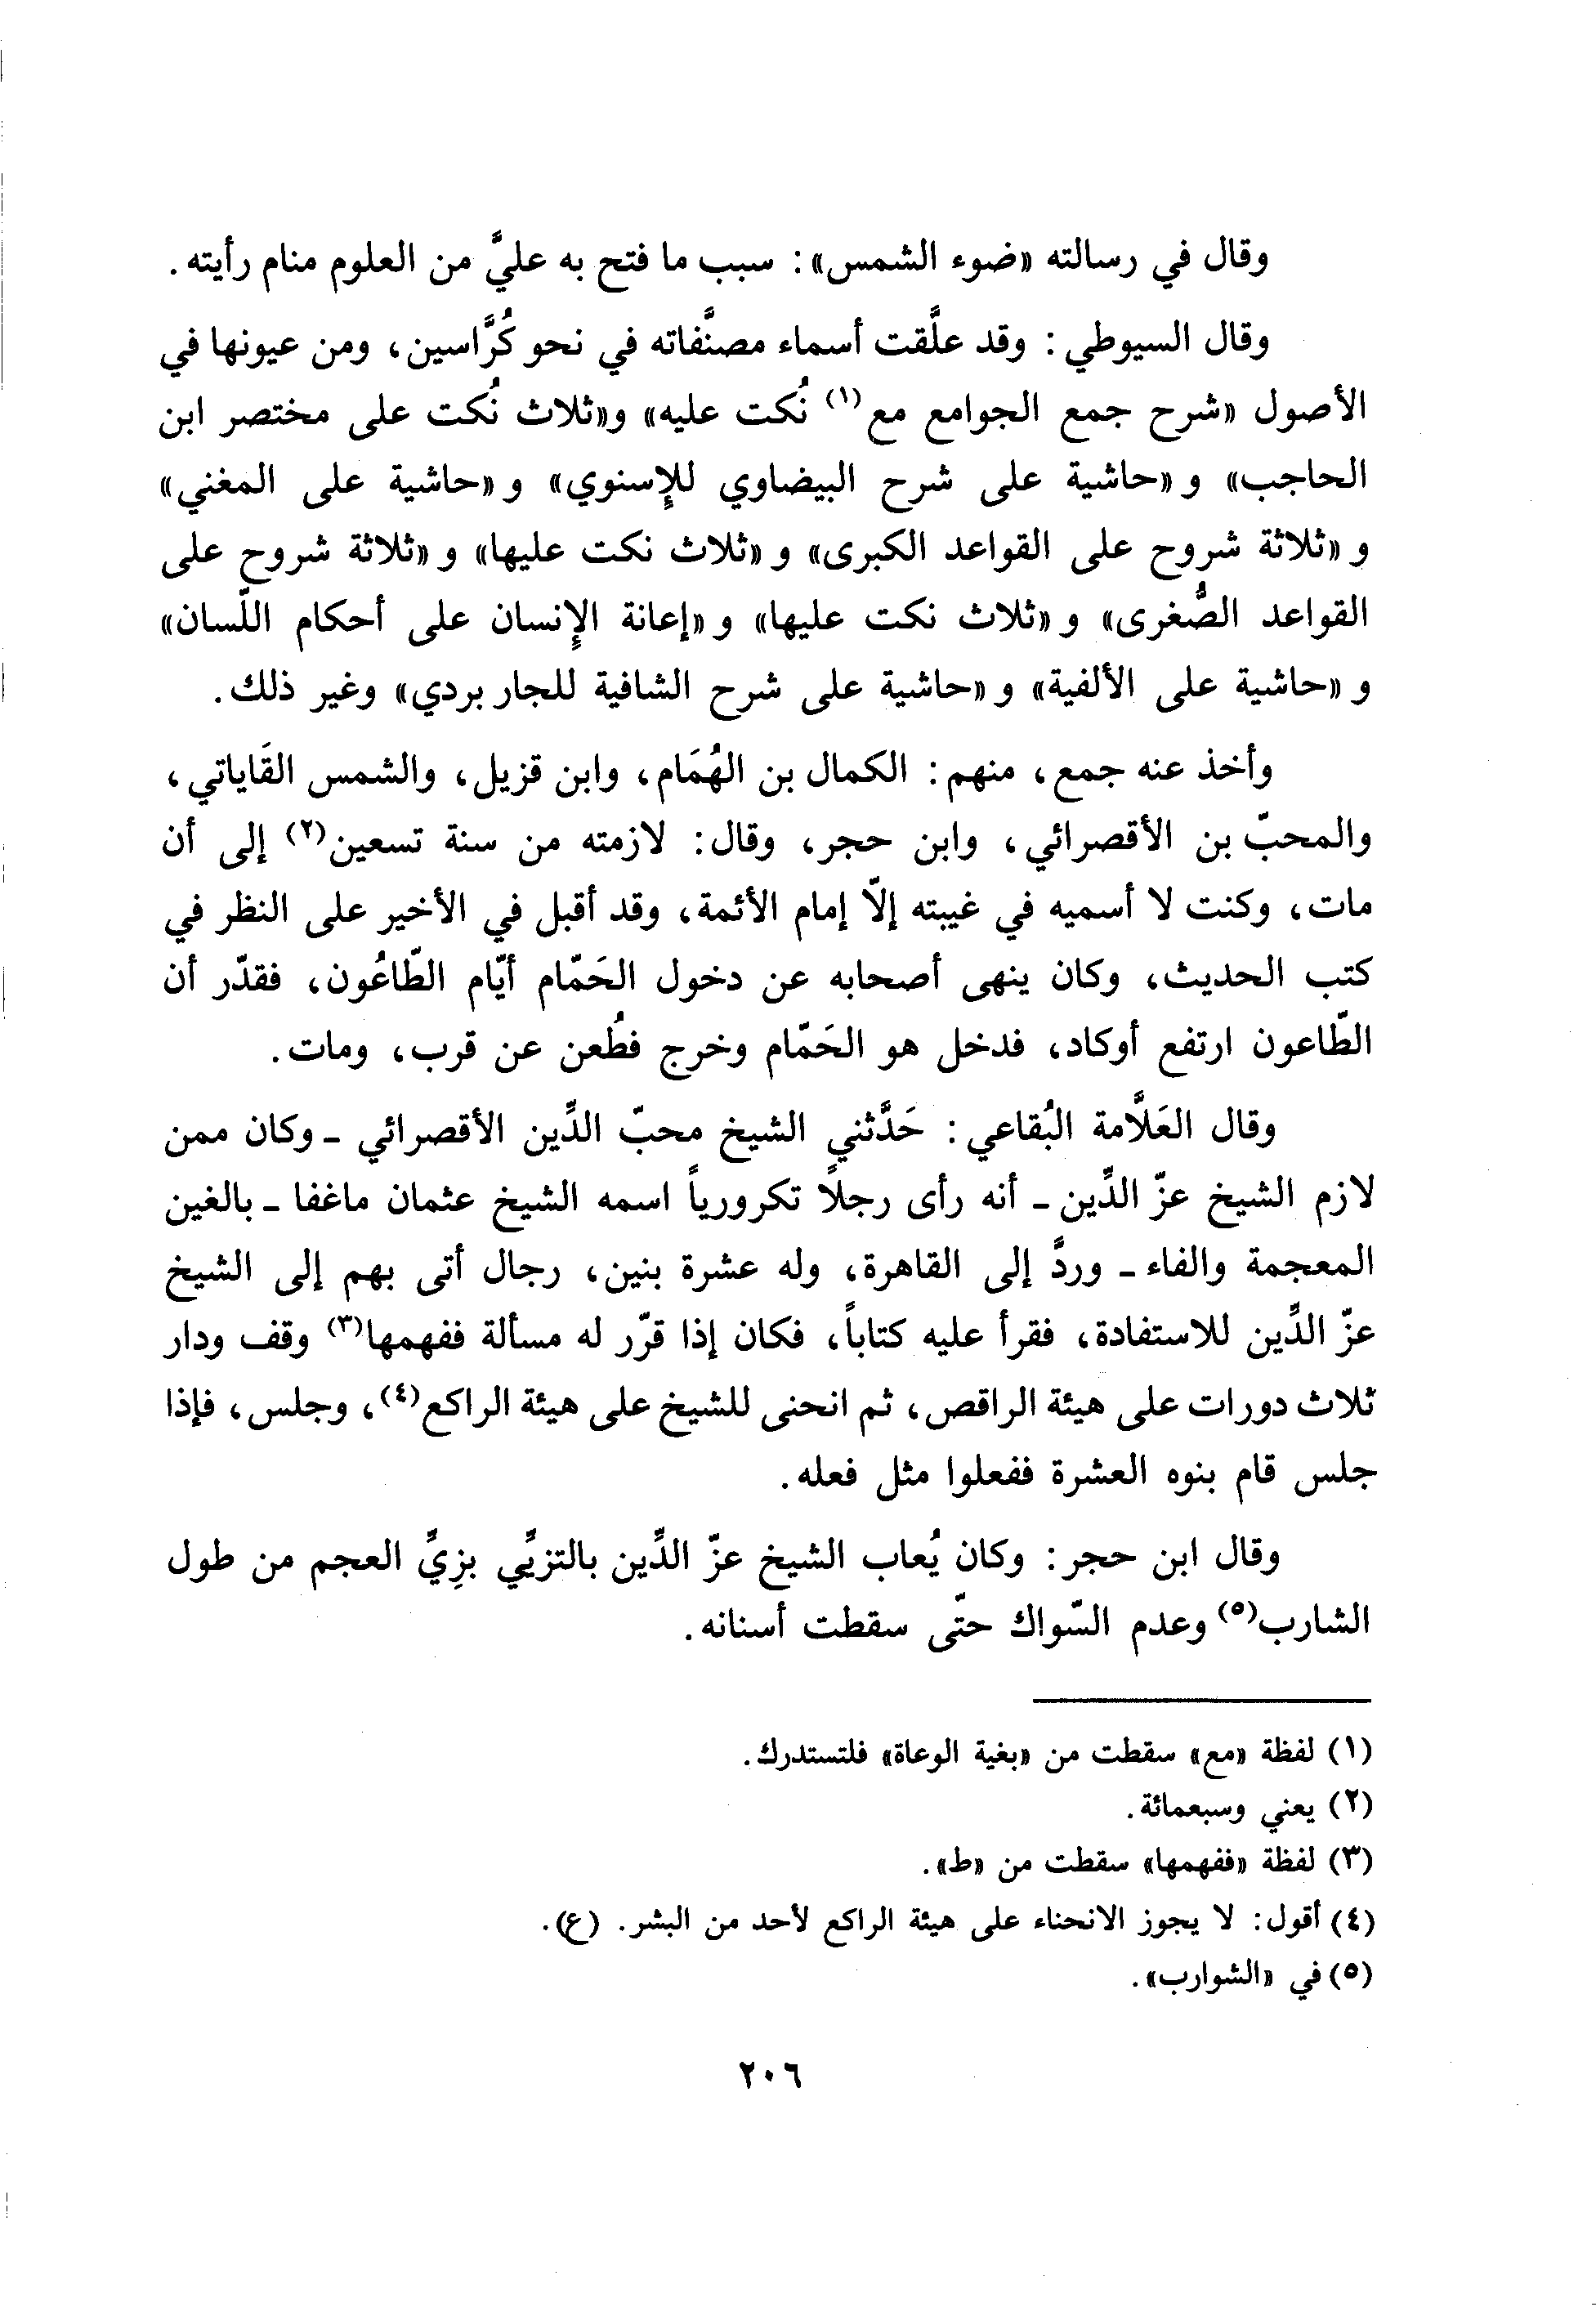 وقال في رسالته «ضوء الشمس»: سبب ما فتح به عليَّ من العلوم منام رأيته.
وقال السيوطي: وقد علَّقت أسماء مصنَّفاته في نحو كُرَّاسين، ومن عيونها في
الأصول «شرح جمع الجوامع مع(١) نُكت عليه» و«ثلاث نُكت على مختصر ابن
الحاجب» و «حاشية على شرح البيضاوي للإسنوي» و «حاشية على المغني»
و «ثلاثة شروح على القواعد الكبرى» و «ثلاث نكت عليها» و «ثلاثة شروح على
القواعد الصُّغرى» و «ثلاث نكت عليها» و «إعانة الإنسان على أحكام اللّسان»
و «حاشية على الألفية» و «حاشية على شرح الشافية للجار بردي» وغير ذلك.
وأخذ عنه جمع، منهم: الكمال بن الهُمَام، وابن قزيل، والشمس القَاياتي،
والمحبّ بن الأقصرائي، وابن حجر، وقال: لازمته من سنة تسعين(٢) إلى أن
مات، وكنت لا أسميه في غيبته إلّا إمام الأئمة، وقد أقبل في الأخير على النظر في
كتب الحديث، وكان ينهى أصحابه عن دخول الحَمّام أيّام الطّاعُون، فقدّر أن
الطّاعون ارتفع أوكاد، فدخل هو الحَمّام وخرج فطُعن عن قرب، ومات.
وقال العَلاَّمة البُقاعي: حَدَّثني الشيخ محبّ الدِّين الأقصرائي ـ وكان ممن
لازم الشيخ عزّ الدِّين ـ أنه رأى رجلاً تكرورياً اسمه الشيخ عثمان ماغفا ـ بالغين
المعجمة والفاء ـ وردَّ إلى القاهرة، وله عشرة بنين، رجال أتى بهم إلى الشيخ
عزّ الدِّين للاستفادة، فقرأ عليه كتاباً، فكان إذا قرّر له مسألة ففهمها(٣) وقف ودار
ثلاث دورات على هيئة الراقص، ثم انحنى للشيخ على هيئة الراكع(٤)، وجلس، فإذا
جلس قام بنوه العشرة ففعلوا مثل فعله.
وقال ابن حجر: وكان يُعاب الشيخ عزّ الدِّين بالتزيِّي بزِيِّ العجم من طول
الشارب(٥) وعدم السّواك حتّى سقطت أسنانه.
(١) لفظة «مع» سقطت من «بغية الوعاة» فلتستدرك.
(٢) يعني وسبعمائة.
(٣) لفظة «ففهمها» سقطت من «ط».
(٤) أقول: لا يجوز الانحناء على هيئة الراكع لأحد من البشر. (ع).
(٥) في «الشوارب».
٢٠٦